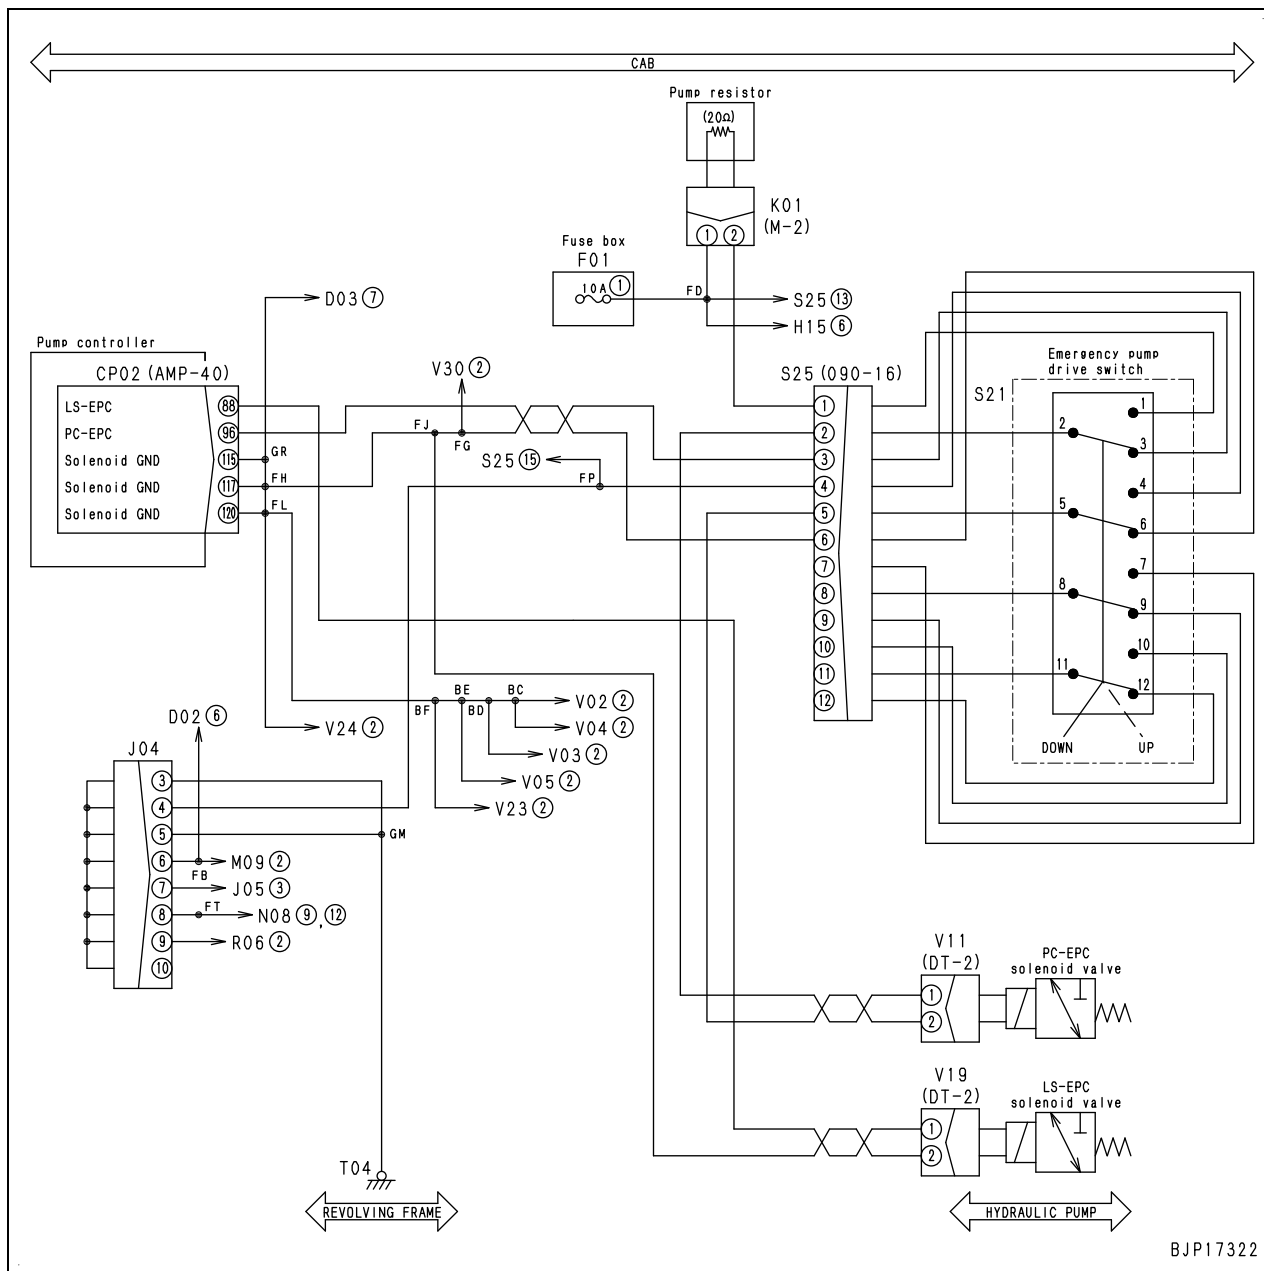 CAB
Pump resistor
(20Ω)
K01
(M-2)
1 2
Fuse box
F01
10A 1
FD
S25 13
H15 6
D03 7
Pump controller
CP02 (AMP-40)
LS-EPC 88
PC-EPC 96
Solenoid GND 115
Solenoid GND 117
Solenoid GND 120
GR
FH
FL
V30 2
FJ
FG
S25 15
FP
S25 (090-16)
1
2
3
4
5
6
7
8
9
10
11
12
Emergency pump
drive switch
S21
1
2
3
4
5
6
7
8
9
10
11
12
DOWN UP
BF BE BD BC
V02 2
V04 2
V03 2
V05 2
V23 2
V24 2
D02 6
J04
3
4
5
6
7
8
9
10
GM
M09 2
FB
J05 3
FT
N08 9, 12
R06 2
T04
REVOLVING FRAME
V11
(DT-2)
1
2
PC-EPC
solenoid valve
V19
(DT-2)
1
2
LS-EPC
solenoid valve
HYDRAULIC PUMP
BJP17322